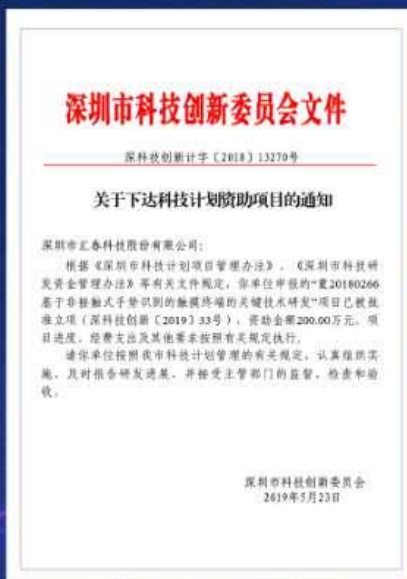 深圳市科技创新委员会文件
深科技创新计字〔2018〕13270号
关于下达科技计划资助项目的通知
深圳市汇春科技股份有限公司：
根据《深圳市科技计划项目管理办法》、《深圳市科技研
发资金管理办法》等有关文件规定，你单位申报的“重20180266
基于非接触式手势识别的触摸终端的关键技术研发”项目已被批
准立项（深科技创新〔2019〕33号），资助金额200.00万元。项
目进度、经费支出及其他要求按照有关规定执行。
请你单位按照我市科技计划管理的有关规定，认真组织实
施、及时报告研发进展、并接受主管部门的监督、检查和验
收。
深圳市科技创新委员会
2019年5月23日